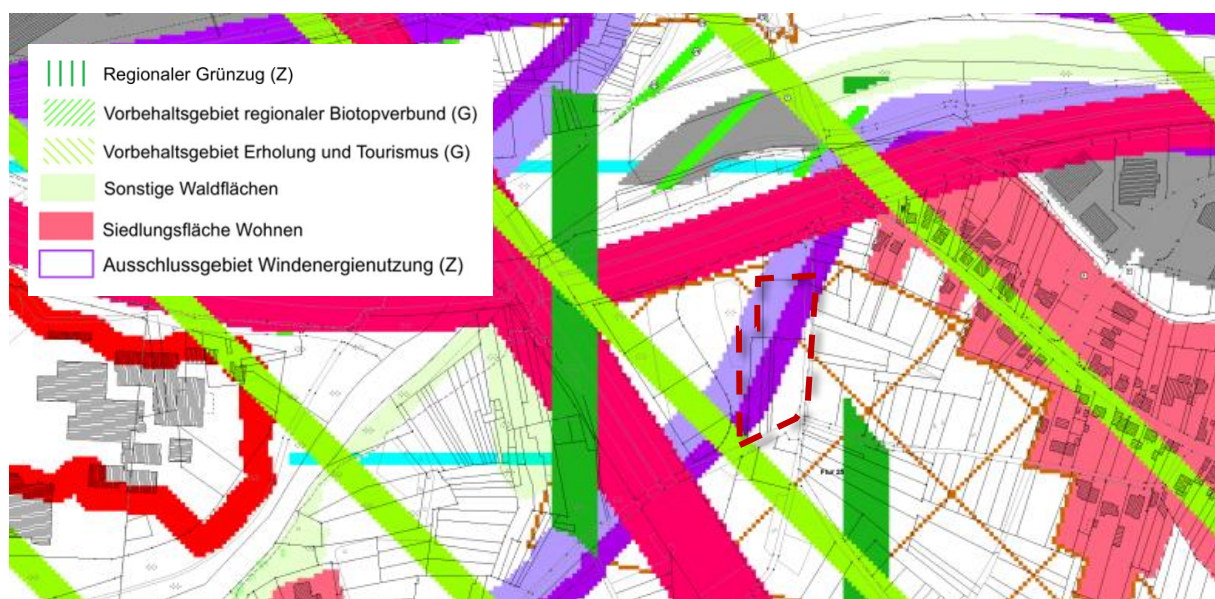 Regionaler Grünzug (Z)
Vorbehaltsgebiet regionaler Biotopverbund (G)
Vorbehaltsgebiet Erholung und Tourismus (G)
Sonstige Waldflächen
Siedlungsfläche Wohnen
Ausschlussgebiet Windenergienutzung (Z)